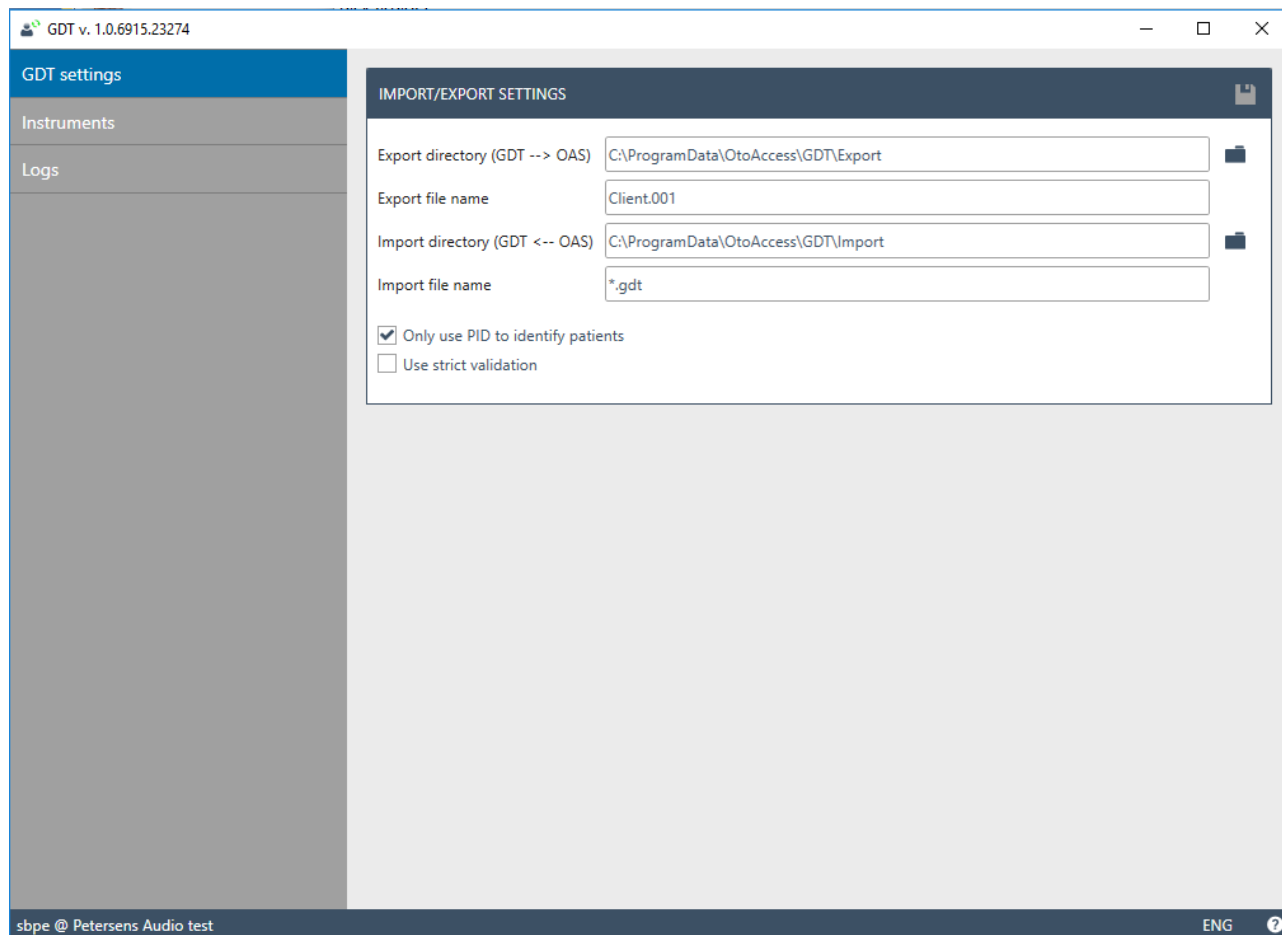 GDT v. 1.0.6915.23274
GDT settings
Instruments
Logs
IMPORT/EXPORT SETTINGS
Export directory (GDT --> OAS) C:\ProgramData\OtoAccess\GDT\Export
Export file name Client.001
Import directory (GDT <-- OAS) C:\ProgramData\OtoAccess\GDT\Import
Import file name *.gdt
Only use PID to identify patients
Use strict validation
sbpe @ Petersens Audio test ENG ?